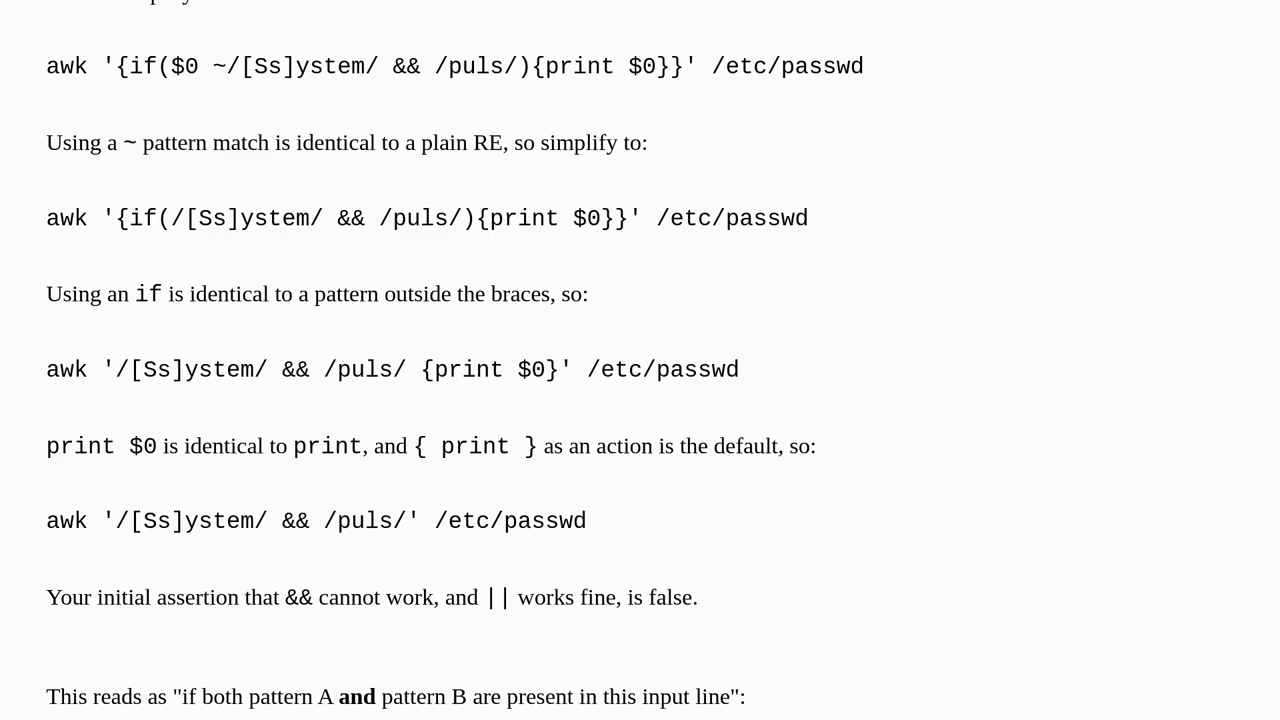 awk '{if($0 ~/[Ss]ystem/ && /puls/){print $0}}' /etc/passwd
Using a ~ pattern match is identical to a plain RE, so simplify to:
awk '{if(/[Ss]ystem/ && /puls/){print $0}}' /etc/passwd
Using an if is identical to a pattern outside the braces, so:
awk '/[Ss]ystem/ && /puls/ {print $0}' /etc/passwd
print $0 is identical to print, and { print } as an action is the default, so:
awk '/[Ss]ystem/ && /puls/' /etc/passwd
Your initial assertion that && cannot work, and || works fine, is false.
This reads as "if both pattern A and pattern B are present in this input line":